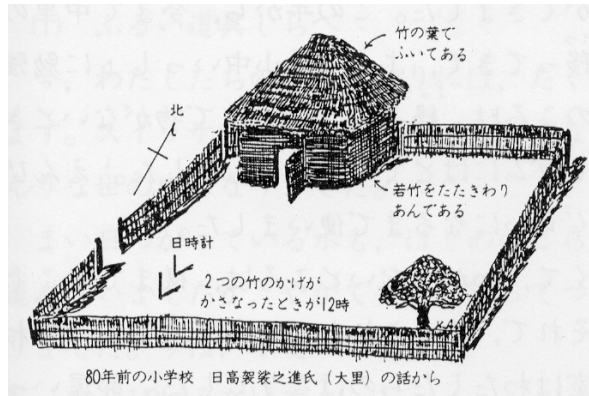 竹の葉で
ふいてある
北
若竹をたたきわり
あんである
日時計
2つの竹のかげが
かさなったときが12時
80年前の小学校 日高袈裟之進氏(大里)の話から